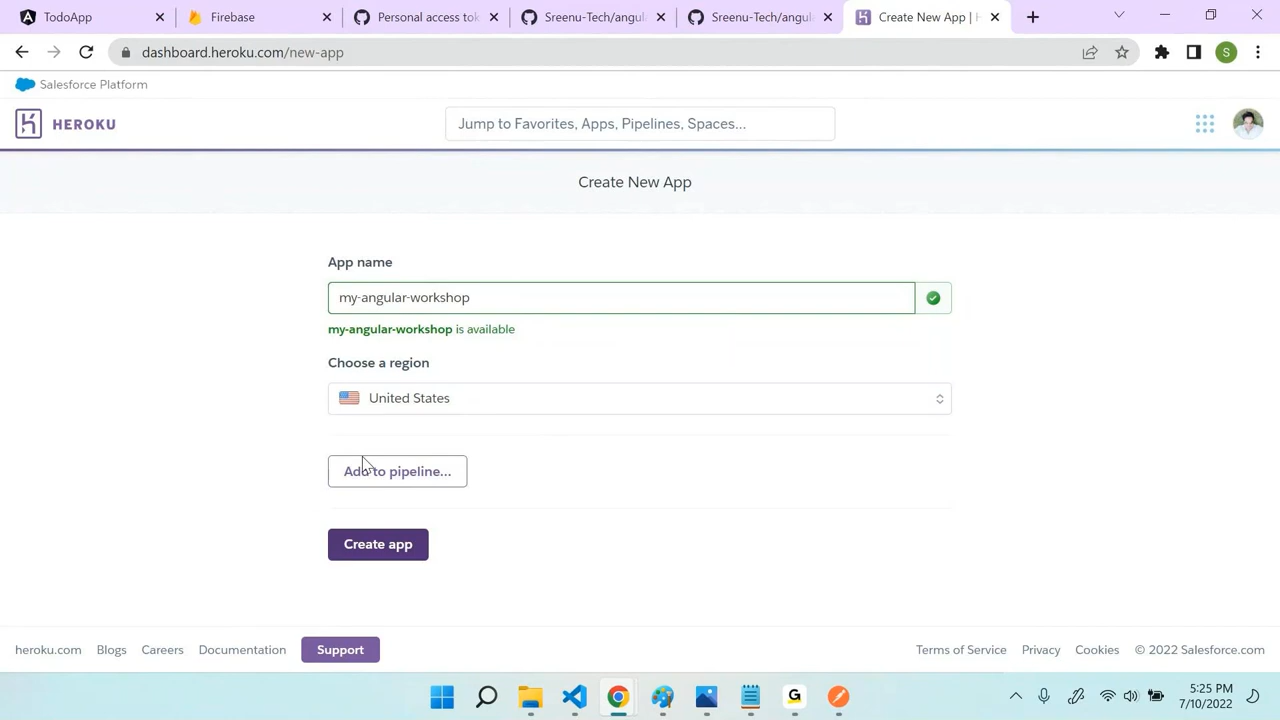 TodoApp
Firebase
Personal access tok
Sreenu-Tech/angula
Sreenu-Tech/angula
Create New App | H
dashboard.heroku.com/new-app
S
Salesforce Platform
HEROKU
Jump to Favorites, Apps, Pipelines, Spaces...
Create New App
App name
my-angular-workshop
my-angular-workshop is available
Choose a region
United States
Add to pipeline...
Create app
heroku.com
Blogs
Careers
Documentation
Support
Terms of Service
Privacy
Cookies
© 2022 Salesforce.com
G
5:25 PM
7/10/2022